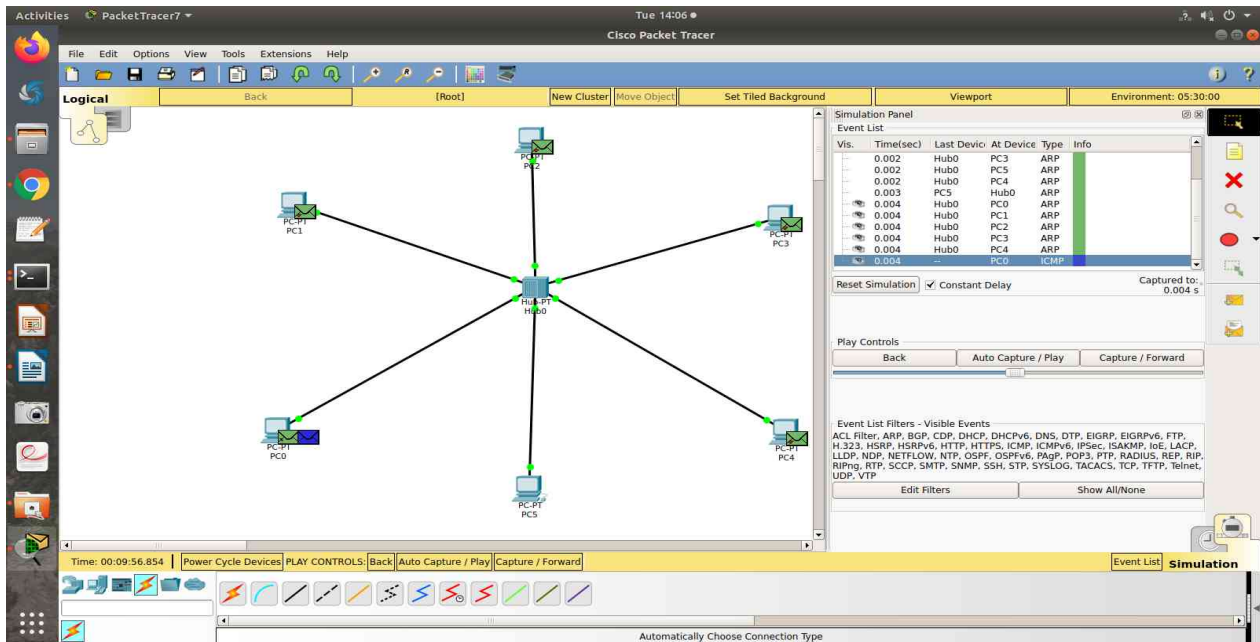 Activities PacketTracer7 Tue 14:06
Cisco Packet Tracer
File Edit Options View Tools Extensions Help
Logical Back [Root] New Cluster Move Object Set Tiled Background Viewport Environment: 05:30:00
PC-PT
PC2
PC-PT
PC1
PC-PT
PC3
Hub-PT
Hub0
PC-PT
PC0
PC-PT
PC4
PC-PT
PC5
Simulation Panel
Event List
Vis. Time(sec) Last Devic At Device Type Info
0.002 Hub0 PC3 ARP
0.002 Hub0 PC5 ARP
0.002 Hub0 PC4 ARP
0.003 PC5 Hub0 ARP
0.004 Hub0 PC0 ARP
0.004 Hub0 PC1 ARP
0.004 Hub0 PC2 ARP
0.004 Hub0 PC3 ARP
0.004 Hub0 PC4 ARP
0.004 -- PC0 ICMP
Reset Simulation Constant Delay Captured to:
0.004 s
Play Controls
Back Auto Capture / Play Capture / Forward
Event List Filters - Visible Events
ACL Filter, ARP, BGP, CDP, DHCP, DHCPv6, DNS, DTP, EIGRP, EIGRPv6, FTP,
H.323, HSRP, HSRPv6, HTTP, HTTPS, ICMP, ICMPv6, IPSec, ISAKMP, IoE, LACP,
LLDP, NDP, NETFLOW, NTP, OSPF, OSPFv6, PAgP, POP3, PTP, RADIUS, REP, RIP,
RIPng, RTP, SCCP, SMTP, SNMP, SSH, STP, SYSLOG, TACACS, TCP, TFTP, Telnet,
UDP, VTP
Edit Filters Show All/None
Time: 00:09:56.854 Power Cycle Devices PLAY CONTROLS: Back Auto Capture / Play Capture / Forward Event List Simulation
Automatically Choose Connection Type